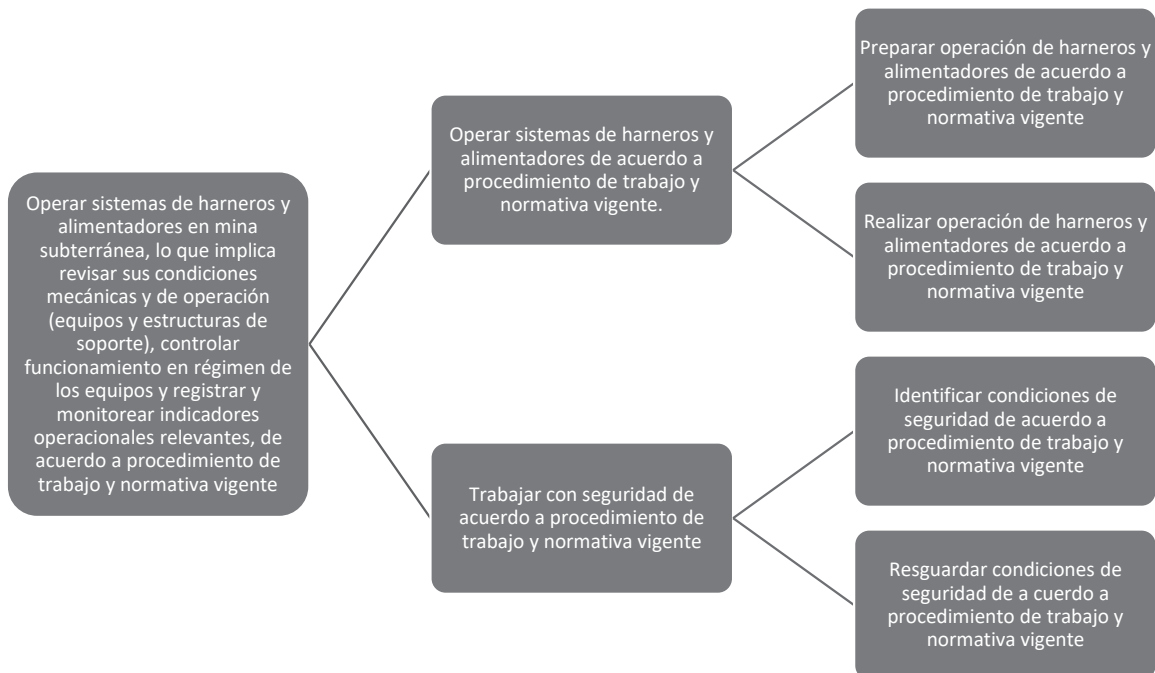 Operar sistemas de harneros y
alimentadores en mina
subterránea, lo que implica
revisar sus condiciones
mecánicas y de operación
(equipos y estructuras de
soporte), controlar
funcionamiento en régimen de
los equipos y registrar y
monitorear indicadores
operacionales relevantes, de
acuerdo a procedimiento de
trabajo y normativa vigente
Operar sistemas de harneros y
alimentadores de acuerdo a
procedimiento de trabajo y
normativa vigente.
Preparar operación de harneros y
alimentadores de acuerdo a
procedimiento de trabajo y
normativa vigente
Realizar operación de harneros y
alimentadores de acuerdo a
procedimiento de trabajo y
normativa vigente
Trabajar con seguridad de
acuerdo a procedimiento de
trabajo y normativa vigente
Identificar condiciones de
seguridad de acuerdo a
procedimiento de trabajo y
normativa vigente
Resguardar condiciones de
seguridad de a cuerdo a
procedimiento de trabajo y
normativa vigente